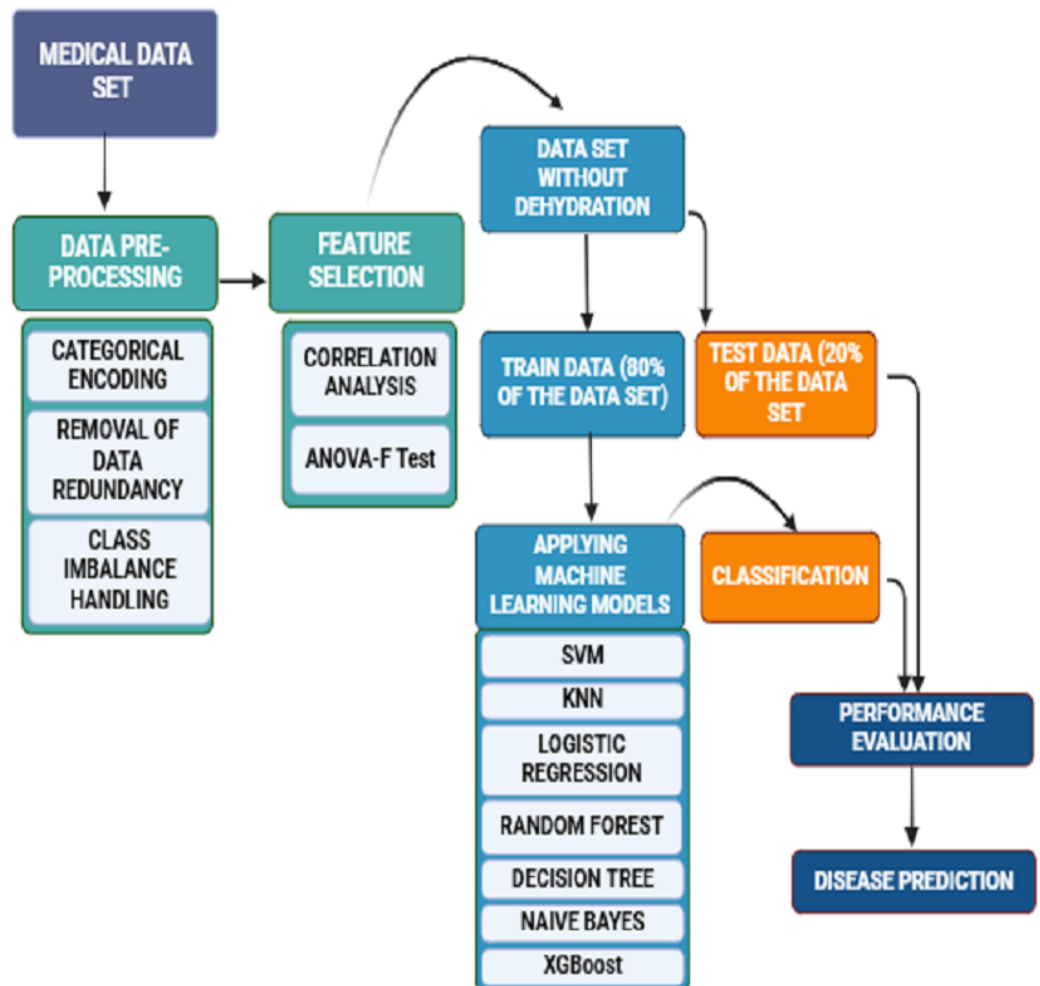 MEDICAL DATA
SET
DATA PRE-
PROCESSING
CATEGORICAL
ENCODING
REMOVAL OF
DATA
REDUNDANCY
CLASS
IMBALANCE
HANDLING
FEATURE
SELECTION
CORRELATION
ANALYSIS
ANOVA-F Test
DATA SET
WITHOUT
DEHYDRATION
TRAIN DATA (80%
OF THE DATA SET)
TEST DATA (20%
OF THE DATA
SET
APPLYING
MACHINE
LEARNING MODELS
SVM
KNN
LOGISTIC
REGRESSION
RANDOM FOREST
DECISION TREE
NAIVE BAYES
XGBoost
CLASSIFICATION
PERFORMANCE
EVALUATION
DISEASE PREDICTION